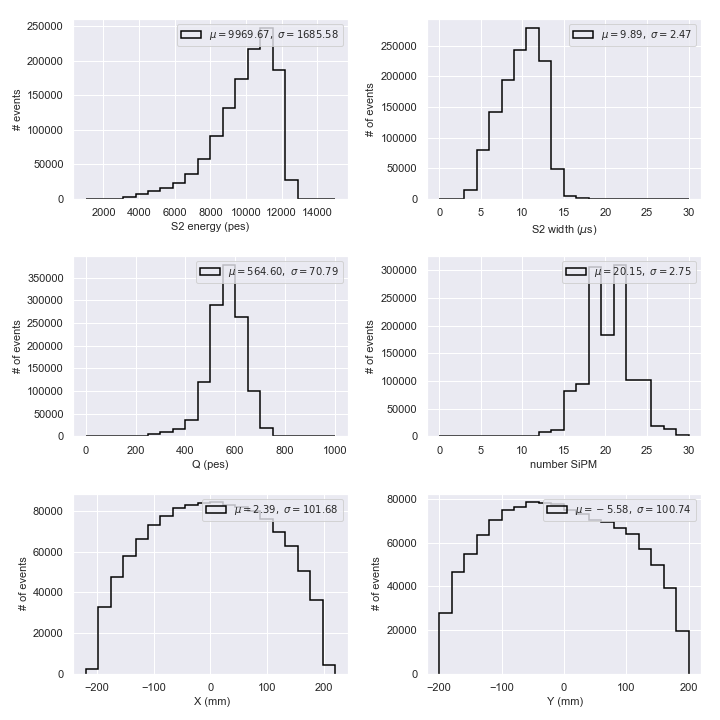 250000
200000
150000
100000
50000
0
# events
μ = 9969.67, σ = 1685.58
2000 4000 6000 8000 10000 12000 14000
S2 energy (pes)
250000
200000
150000
100000
50000
0
# of events
μ = 9.89, σ = 2.47
0 5 10 15 20 25 30
S2 width (μs)
350000
300000
250000
200000
150000
100000
50000
0
# of events
μ = 564.60, σ = 70.79
0 200 400 600 800 1000
Q (pes)
300000
250000
200000
150000
100000
50000
0
# of events
μ = 20.15, σ = 2.75
0 5 10 15 20 25 30
number SiPM
80000
60000
40000
20000
0
# of events
μ = 2.39, σ = 101.68
−200 −100 0 100 200
X (mm)
80000
60000
40000
20000
0
# of events
μ = −5.58, σ = 100.74
−200 −100 0 100 200
Y (mm)